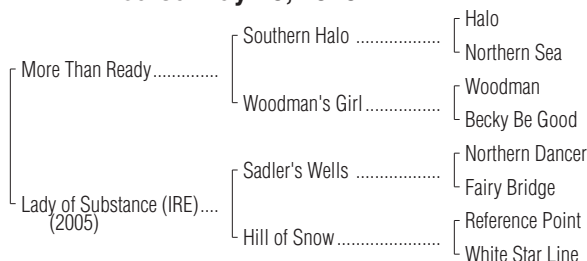 Halo
Southern Halo ..................
Northern Sea
More Than Ready..............
Woodman
Woodman's Girl................
Becky Be Good
Northern Dancer
Sadler's Wells ..................
Fairy Bridge
Lady of Substance (IRE)....
(2005)
Reference Point
Hill of Snow......................
White Star Line